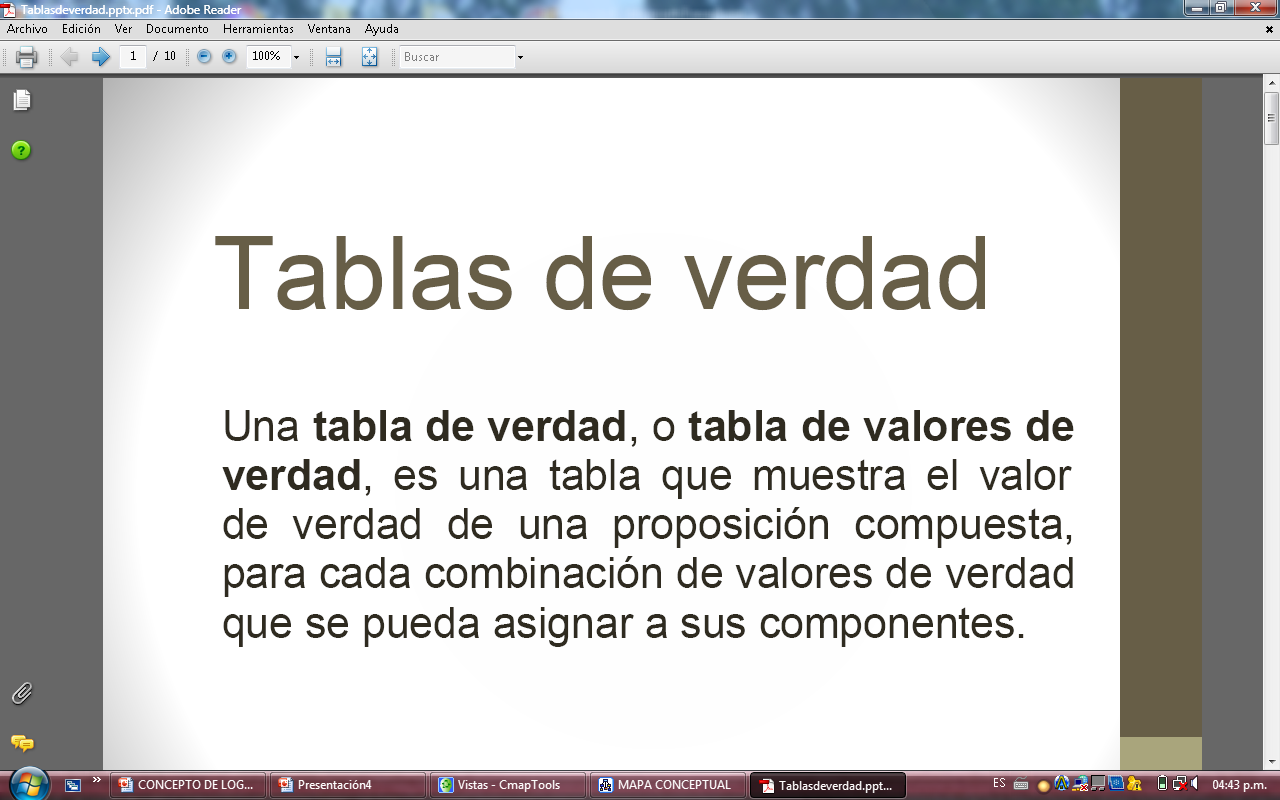 Tablasdeverdad.pptx.pdf - Adobe Reader
Archivo Edición Ver Documento Herramientas Ventana Ayuda
1 / 10 100% Buscar
Tablas de verdad
Una tabla de verdad, o tabla de valores de
verdad, es una tabla que muestra el valor
de verdad de una proposición compuesta,
para cada combinación de valores de verdad
que se pueda asignar a sus componentes.
CONCEPTO DE LOG... Presentación4 Vistas - CmapTools MAPA CONCEPTUAL Tablasdeverdad.ppt... ES 04:43 p.m.